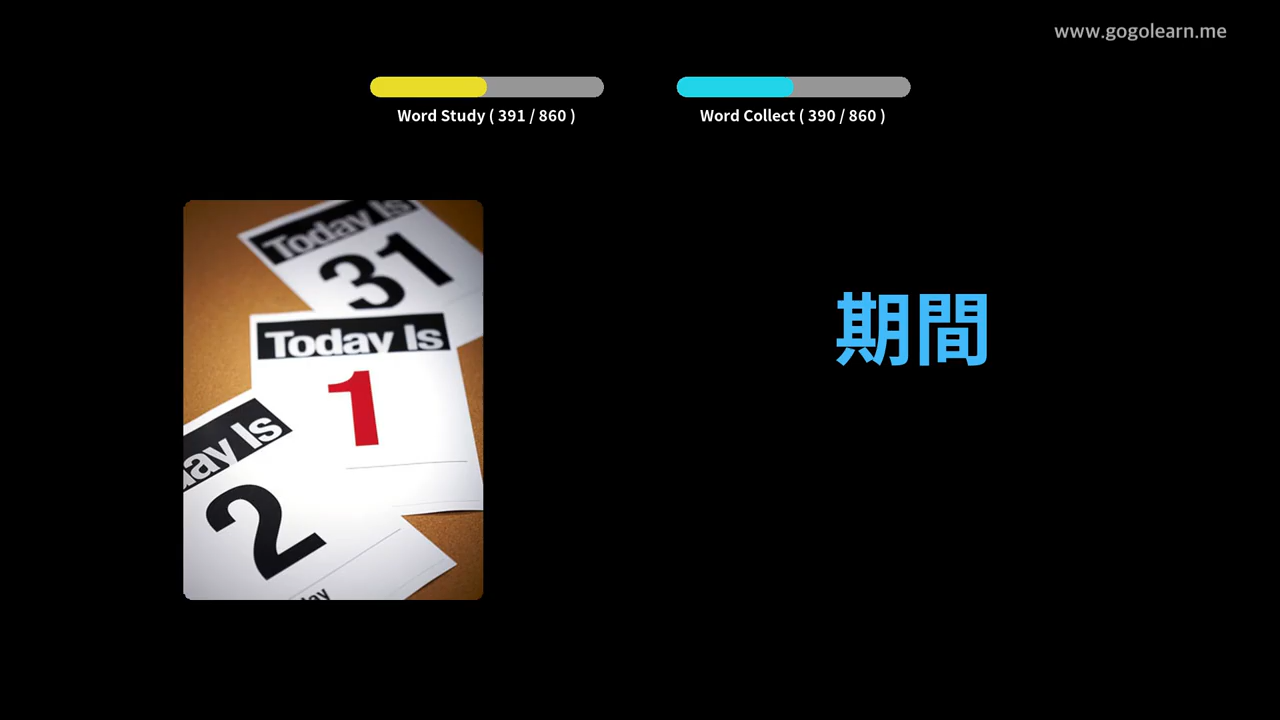 www.gogolearn.me
Word Study ( 391 / 860 )
Word Collect ( 390 / 860 )
Today Is
31
Today Is
1
ay Is
2
期間